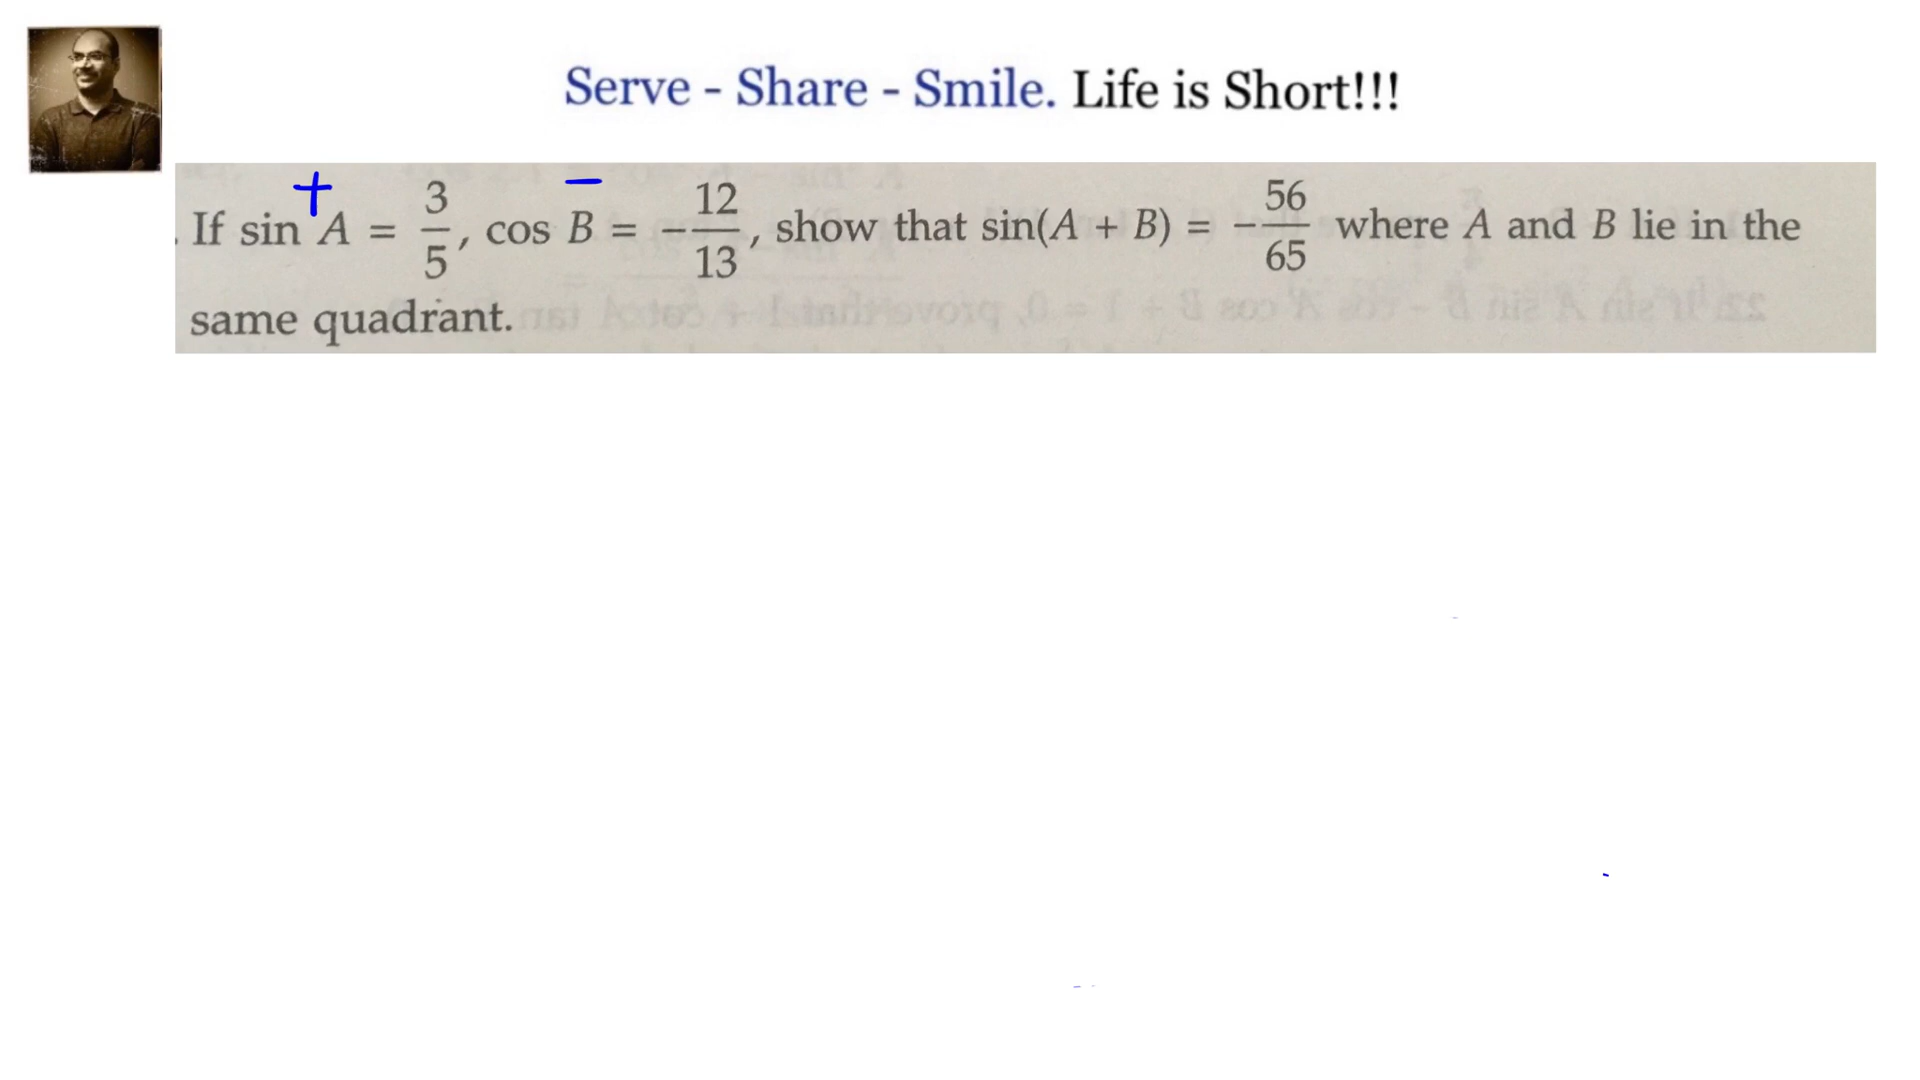 Serve - Share - Smile. Life is Short!!!
+ −
. If sin A = 3/5, cos B = −12/13, show that sin(A + B) = −56/65 where A and B lie in the
same quadrant.